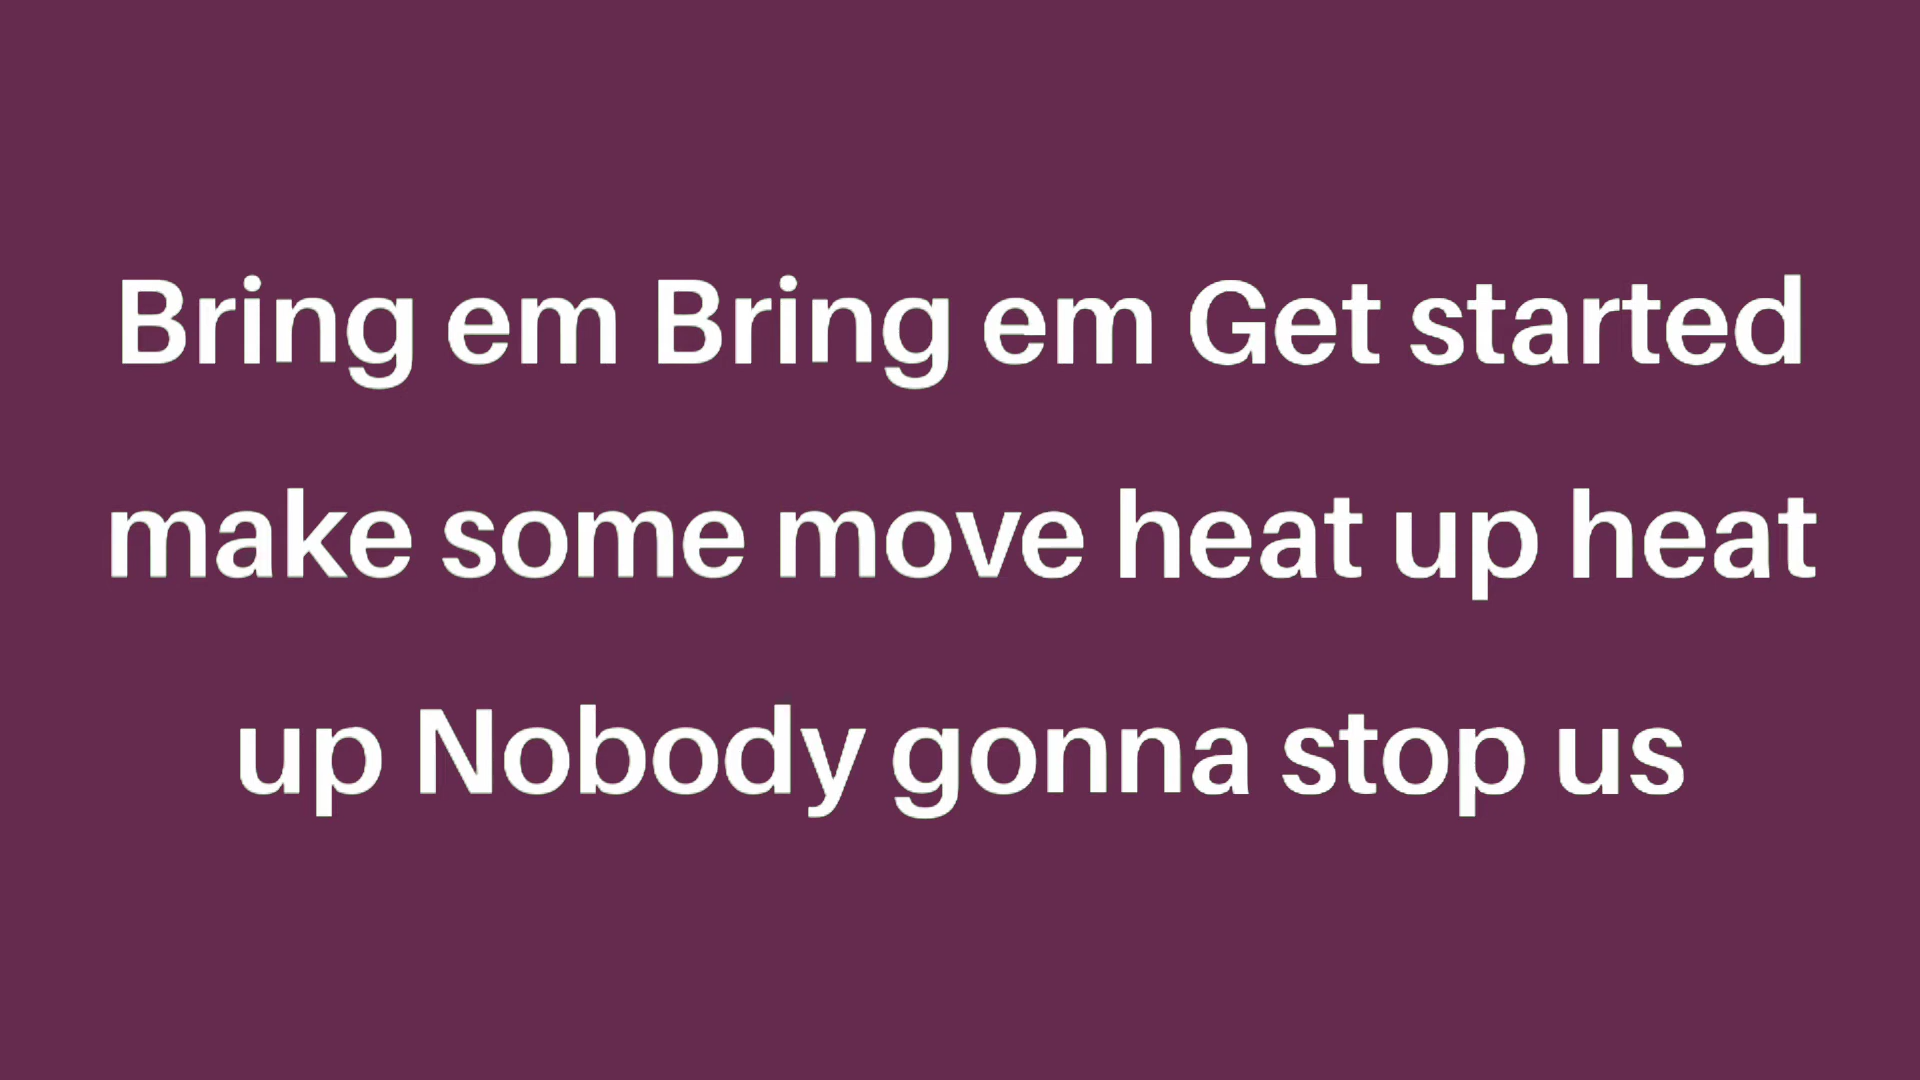 Bring em Bring em Get started
make some move heat up heat
up Nobody gonna stop us